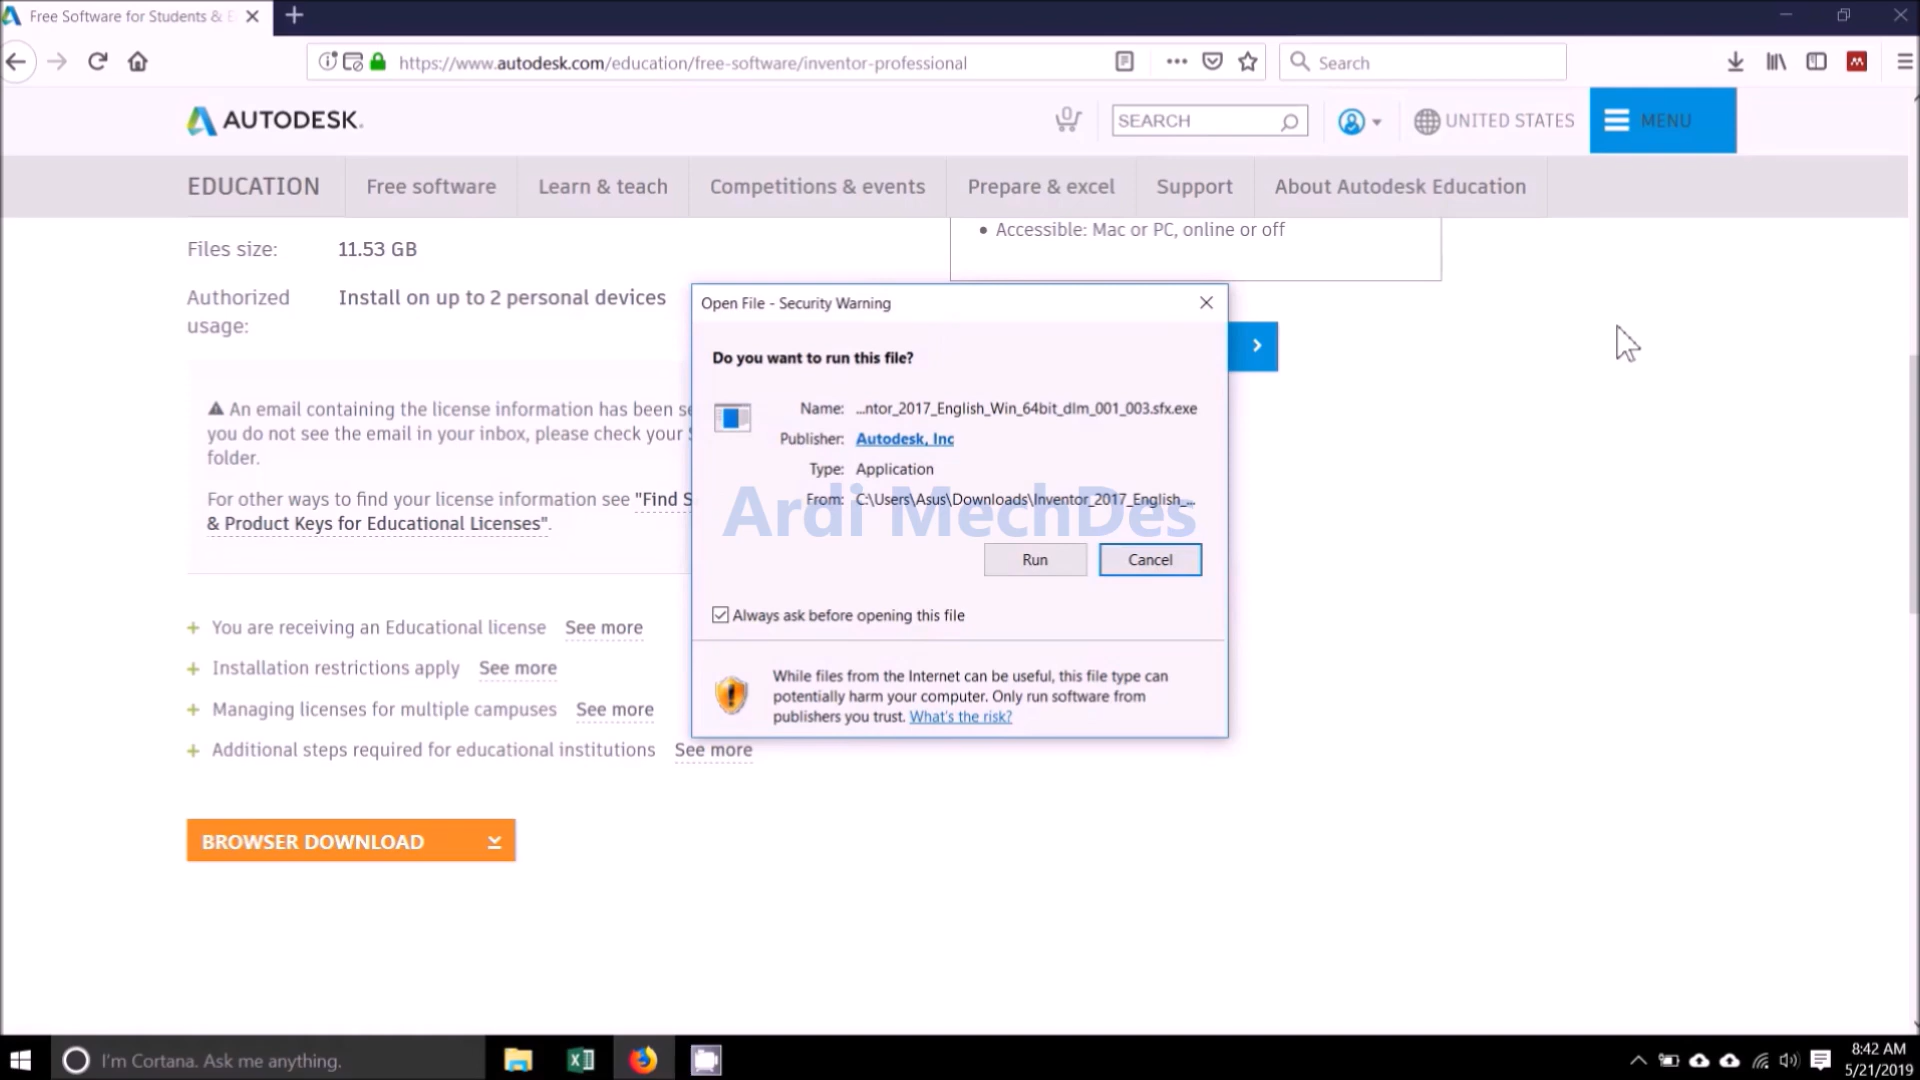 Free Software for Students & E
https://www.autodesk.com/education/free-software/inventor-professional
Search
AUTODESK.
0
SEARCH
UNITED STATES
MENU
EDUCATION
Free software
Learn & teach
Competitions & events
Prepare & excel
Support
About Autodesk Education
Files size: 11.53 GB
Accessible: Mac or PC, online or off
Authorized usage: Install on up to 2 personal devices
An email containing the license information has been se
you do not see the email in your inbox, please check your S
folder.
For other ways to find your license information see "Find S
& Product Keys for Educational Licenses".
+ You are receiving an Educational license See more
+ Installation restrictions apply See more
+ Managing licenses for multiple campuses See more
+ Additional steps required for educational institutions See more
BROWSER DOWNLOAD
Open File - Security Warning
Do you want to run this file?
Name: ...ntor_2017_English_Win_64bit_dlm_001_003.sfx.exe
Publisher: Autodesk, Inc
Type: Application
From: C:\Users\Asus\Downloads\Inventor_2017_English_...
Ardi MechDes
Run
Cancel
Always ask before opening this file
While files from the Internet can be useful, this file type can
potentially harm your computer. Only run software from
publishers you trust. What's the risk?
I'm Cortana. Ask me anything.
8:42 AM
5/21/2019